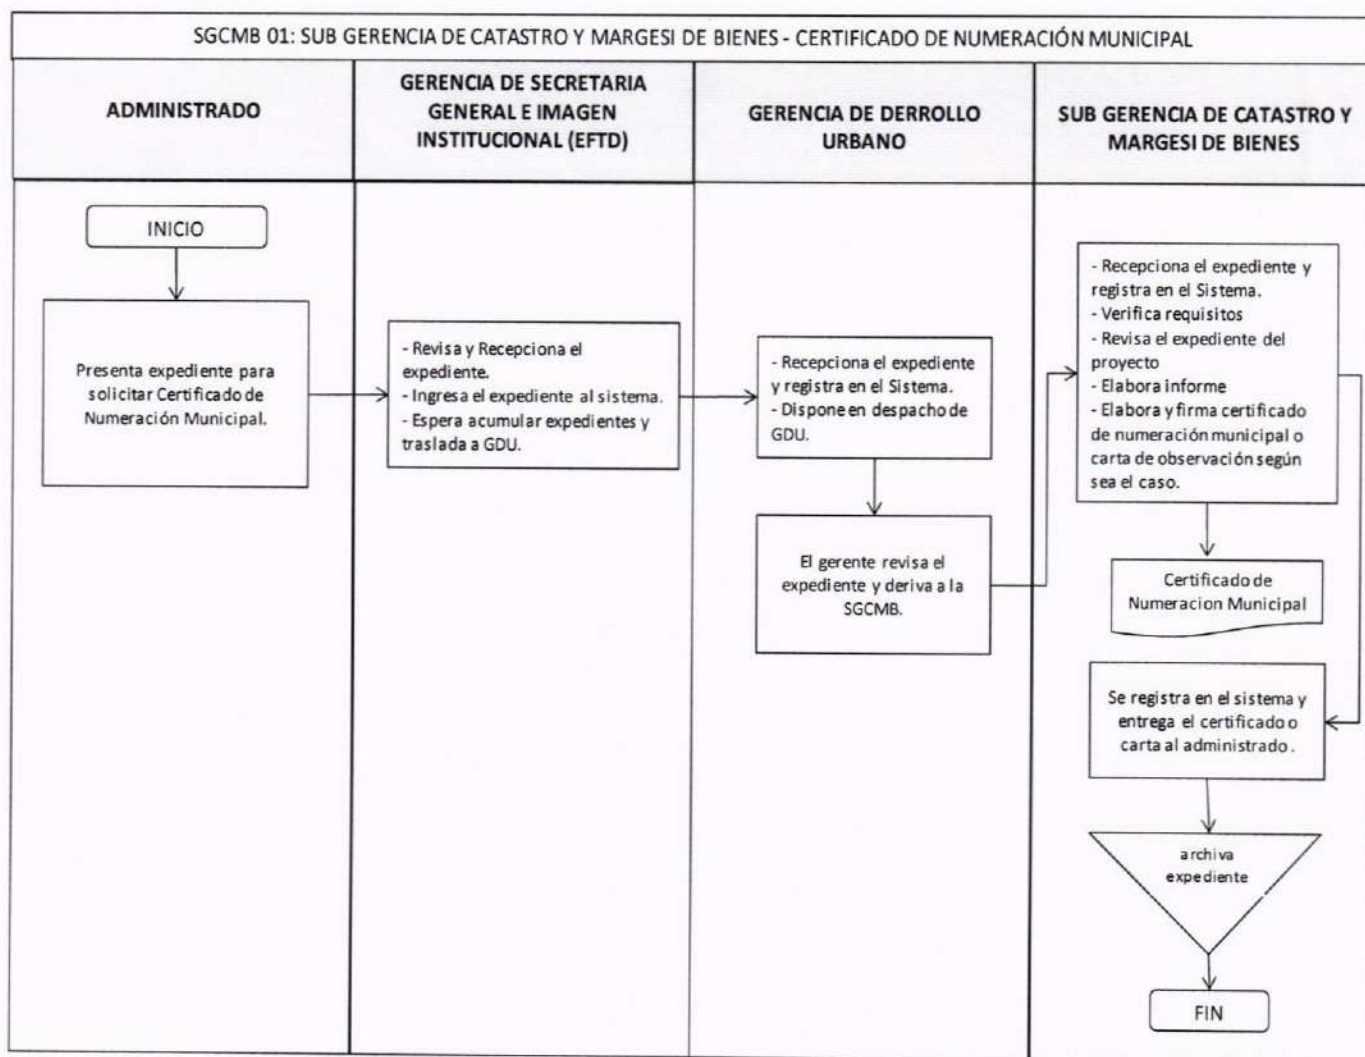 SGCMB 01: SUB GERENCIA DE CATASTRO Y MARGESI DE BIENES - CERTIFICADO DE NUMERACIÓN MUNICIPAL
ADMINISTRADO
GERENCIA DE SECRETARIA
GENERAL E IMAGEN
INSTITUCIONAL (EFTD)
GERENCIA DE DERROLLO
URBANO
SUB GERENCIA DE CATASTRO Y
MARGESI DE BIENES
INICIO
Presenta expediente para
solicitar Certificado de
Numeración Municipal.
- Revisa y Recepciona el
expediente.
- Ingresa el expediente al sistema.
- Espera acumular expedientes y
traslada a GDU.
- Recepciona el expediente
y registra en el Sistema.
- Dispone en despacho de
GDU.
El gerente revisa el
expediente y deriva a la
SGCMB.
- Recepciona el expediente y
registra en el Sistema.
- Verifica requisitos
- Revisa el expediente del
proyecto
- Elabora informe
- Elabora y firma certificado
de numeración municipal o
carta de observación según
sea el caso.
Certificado de
Numeracion Municipal
Se registra en el sistema y
entrega el certificado o
carta al administrado.
archiva
expediente
FIN